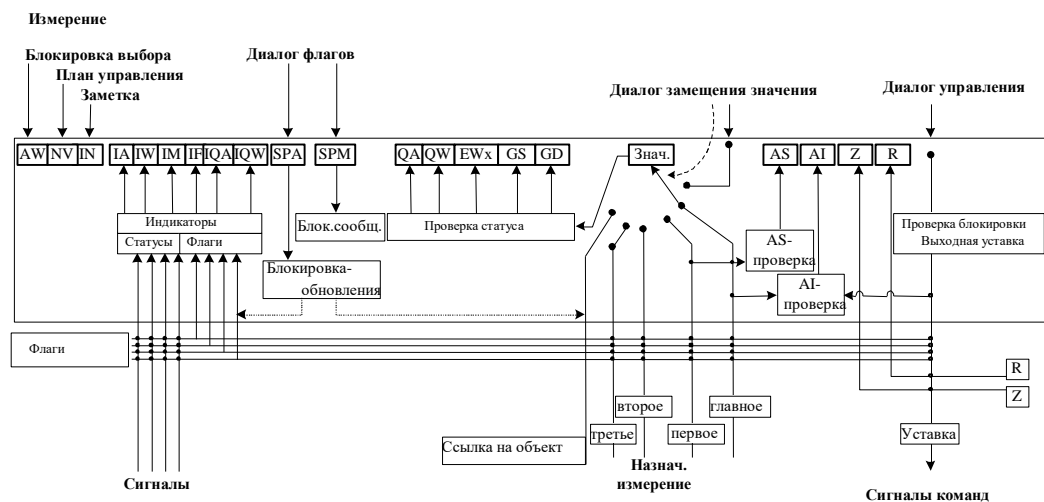 Измерение
Блокировка выбора
План управления
Заметка
Диалог флагов
Диалог замещения значения
Диалог управления
AW NV IN IA IW IM IF IQA IQW SPA SPM QA QW EWx GS GD Знач. AS AI Z R
Индикаторы
Статусы Флаги
Блок.сообщ.
Проверка статуса
Проверка блокировки
Выходная уставка
AS-
проверка
Блокировка-
обновления
AI-
проверка
Флаги
R
Z
второе
главное
третье
первое
Уставка
Ссылка на объект
Сигналы
Назнач.
измерение
Сигналы команд